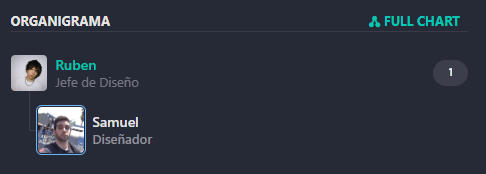 ORGANIGRAMA
FULL CHART
Ruben
Jefe de Diseño
1
Samuel
Diseñador